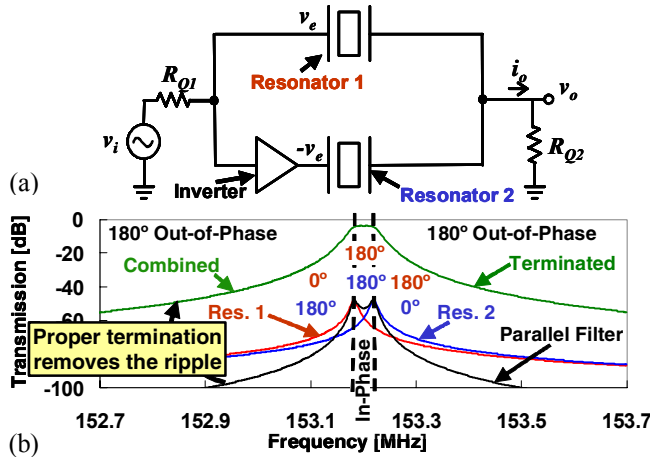 v_e
Resonator 1
R_Q1
i_o
v_o
v_i
-v_e
R_Q2
Inverter
Resonator 2
(a)
0
-20
-40
-60
-80
-100
Transmission [dB]
180° Out-of-Phase
180° Out-of-Phase
180°
Combined
0°
180°
180°
Terminated
180°
0°
Res. 1
Res. 2
Proper termination
removes the ripple
Parallel Filter
In-Phase
152.7
152.9
153.1
153.3
153.5
153.7
(b)
Frequency [MHz]